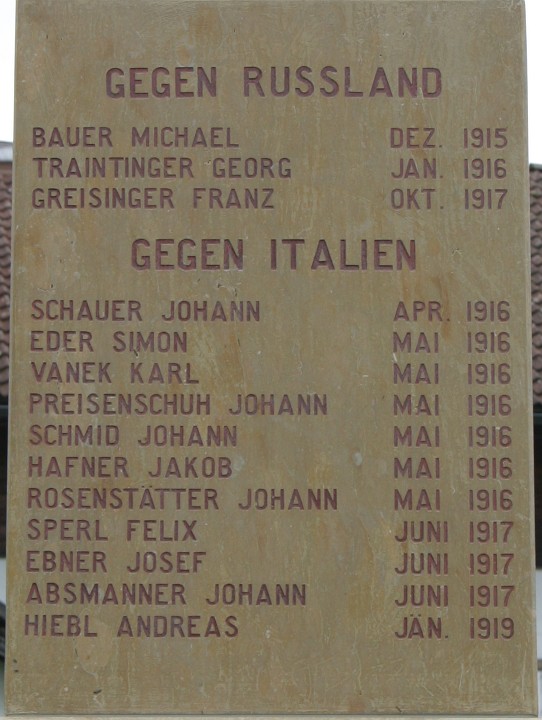 GEGEN RUSSLAND
BAUER MICHAEL DEZ. 1915
TRAINTINGER GEORG JAN. 1916
GREISINGER FRANZ OKT. 1917
GEGEN ITALIEN
SCHAUER JOHANN APR. 1916
EDER SIMON MAI 1916
VANEK KARL MAI 1916
PREISENSCHUH JOHANN MAI 1916
SCHMID JOHANN MAI 1916
HAFNER JAKOB MAI 1916
ROSENSTÄTTER JOHANN MAI 1916
SPERL FELIX JUNI 1917
EBNER JOSEF JUNI 1917
ABSMANNER JOHANN JUNI 1917
HIEBL ANDREAS JÄN. 1919